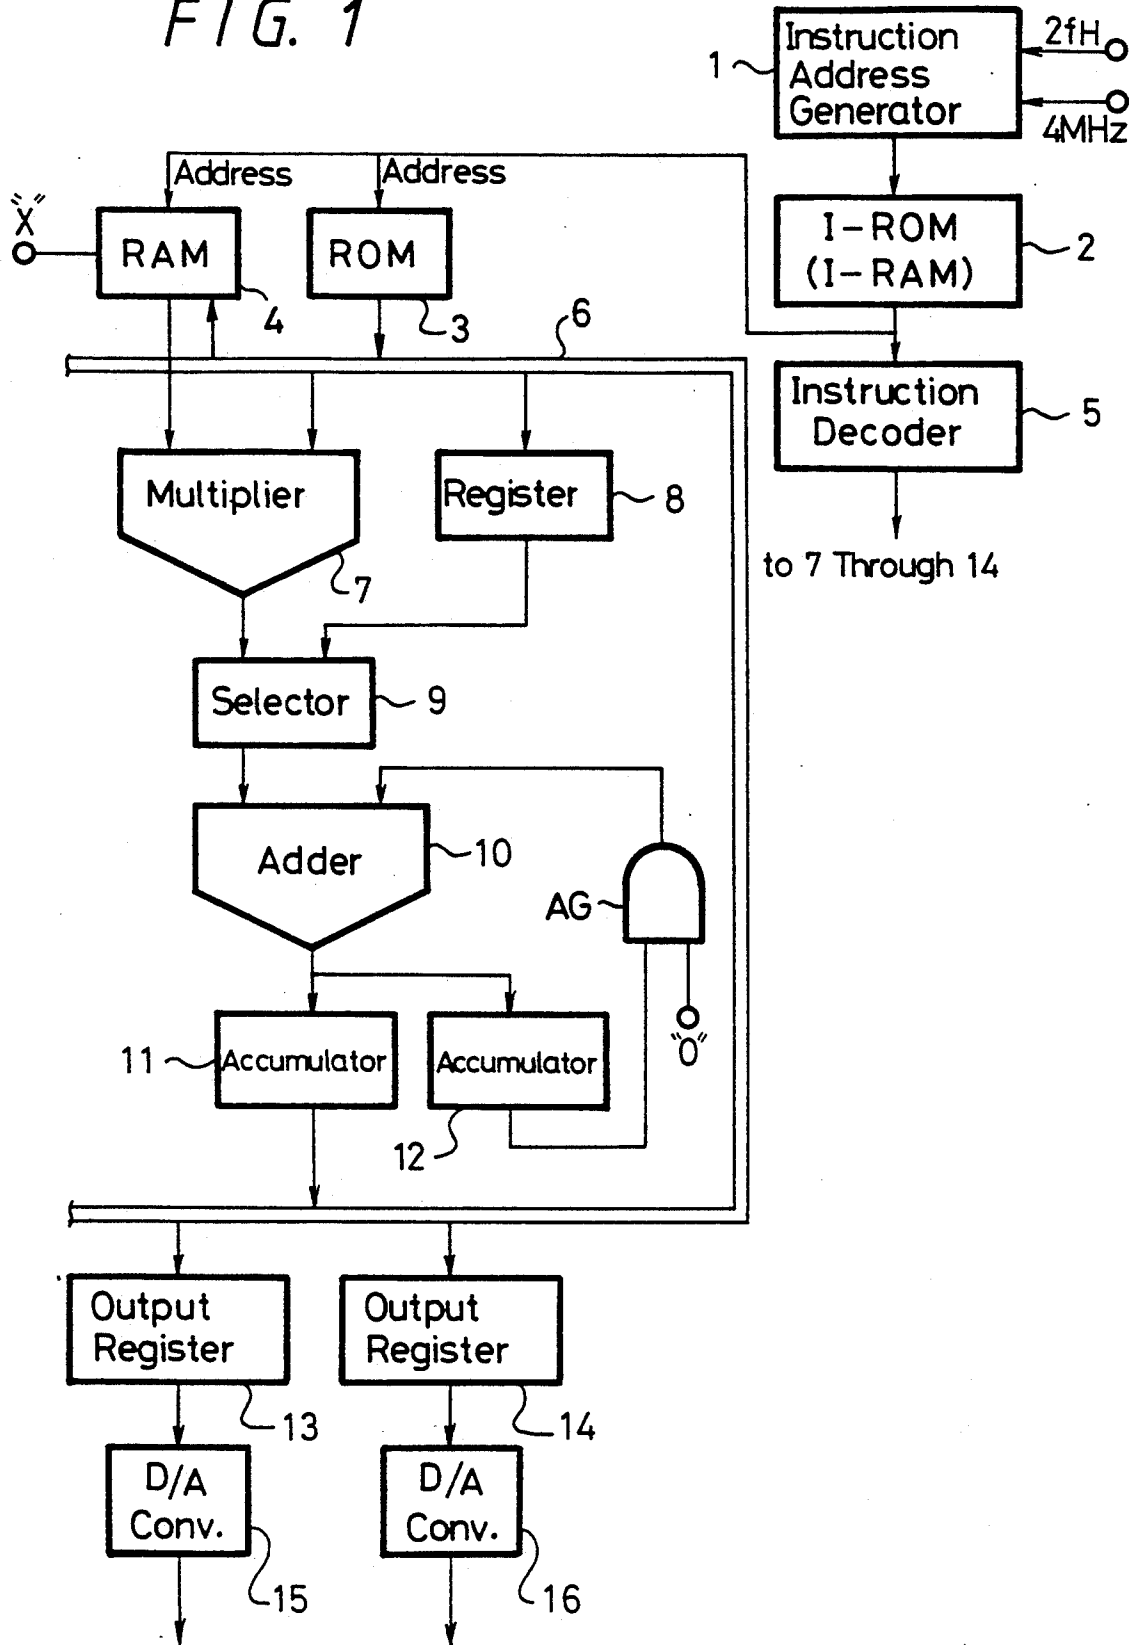 FIG. 1
Instruction
Address
Generator
1
2fH
4MHz
Address
Address
"X"
RAM
ROM
I-ROM
(I-RAM)
2
4
3
6
Instruction
Decoder
5
Multiplier
Register
8
7
to 7 Through 14
Selector
9
Adder
10
AG
"0"
11
Accumulator
Accumulator
12
Output
Register
Output
Register
13
14
D/A
Conv.
D/A
Conv.
15
16